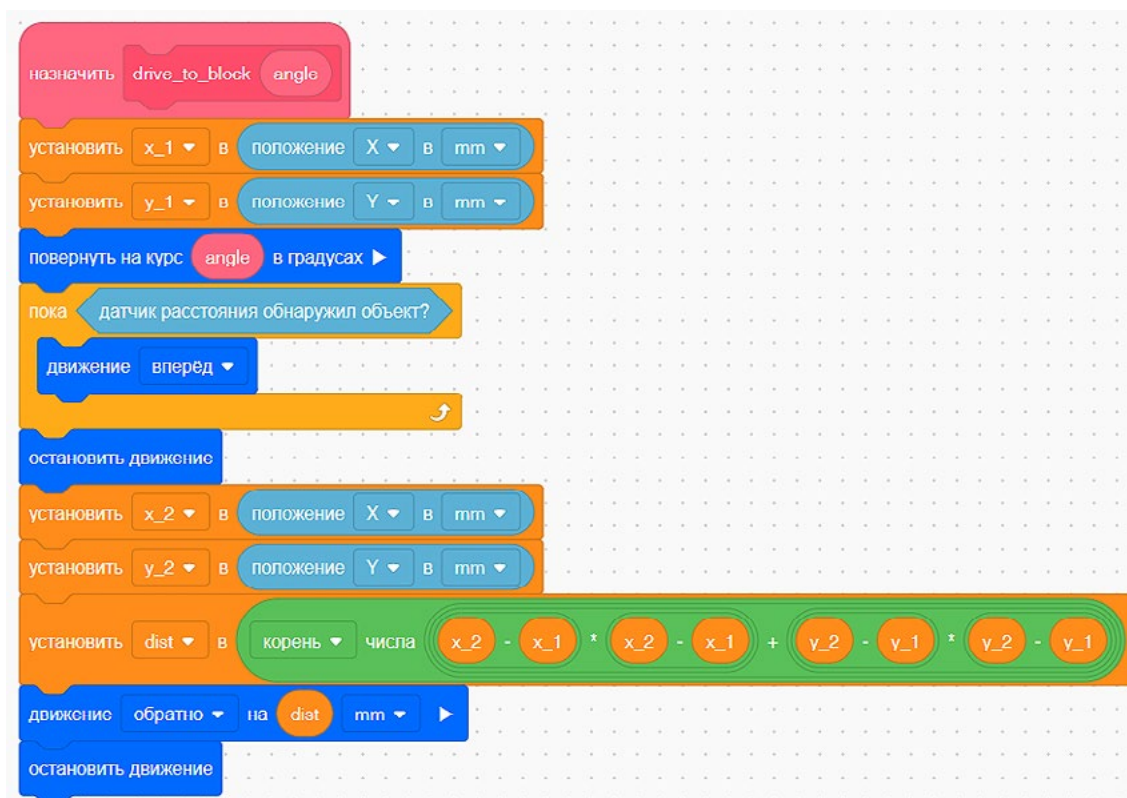 назначить drive_to_block angle
установить x_1 в положение X в mm
установить y_1 в положение Y в mm
повернуть на курс angle в градусах
пока датчик расстояния обнаружил объект?
движение вперёд
остановить движение
установить x_2 в положение X в mm
установить y_2 в положение Y в mm
установить dist в корень числа x_2 - x_1 * x_2 - x_1 + y_2 - y_1 * y_2 - y_1
движение обратно на dist mm
остановить движение